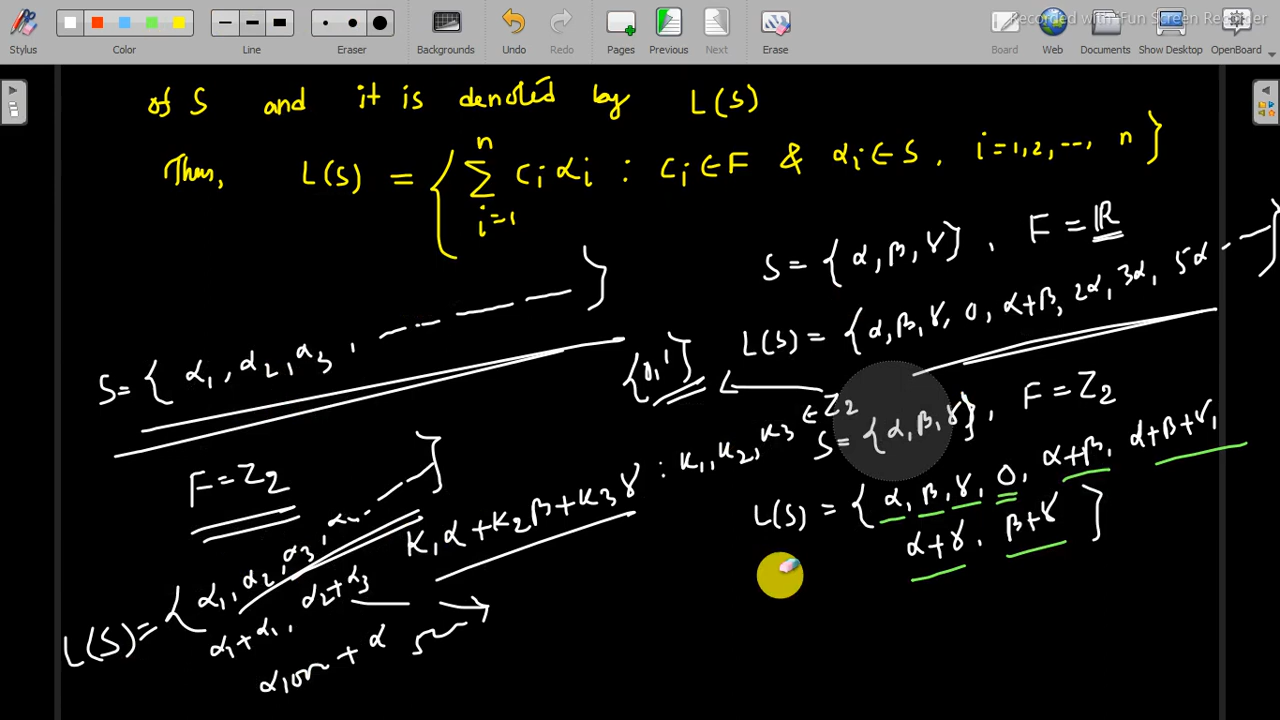 Stylus Color Line Eraser Backgrounds Undo Redo Pages Previous Next Erase Board Web Documents Show Desktop OpenBoard
Recorded with iFun Screen Recorder
of S and it is denoted by L(S)
Thus, L(S) = { ∑ᵢ₌₁ⁿ cᵢαᵢ : cᵢ ∈ F & αᵢ ∈ S, i=1,2,..., n }
S = {α, β, γ}, F = ℝ
L(S) = {α, β, γ, 0, α+β, 2α, 3α, 5α - - - }
S = { α₁, α₂, α₃, - - - - - }
{0,1} ← Z₂
S = {α, β, γ}, F = Z₂
F = Z₂
K₁α + K₂β + K₃γ : K₁, K₂, K₃ ∈ Z₂
L(S) = { α, β, γ, 0, α+β, α+β+γ,
α+γ, β+γ }
L(S) = { α₁, α₂, α₃, α - - - }
α₁+α₁, α₂+α₃